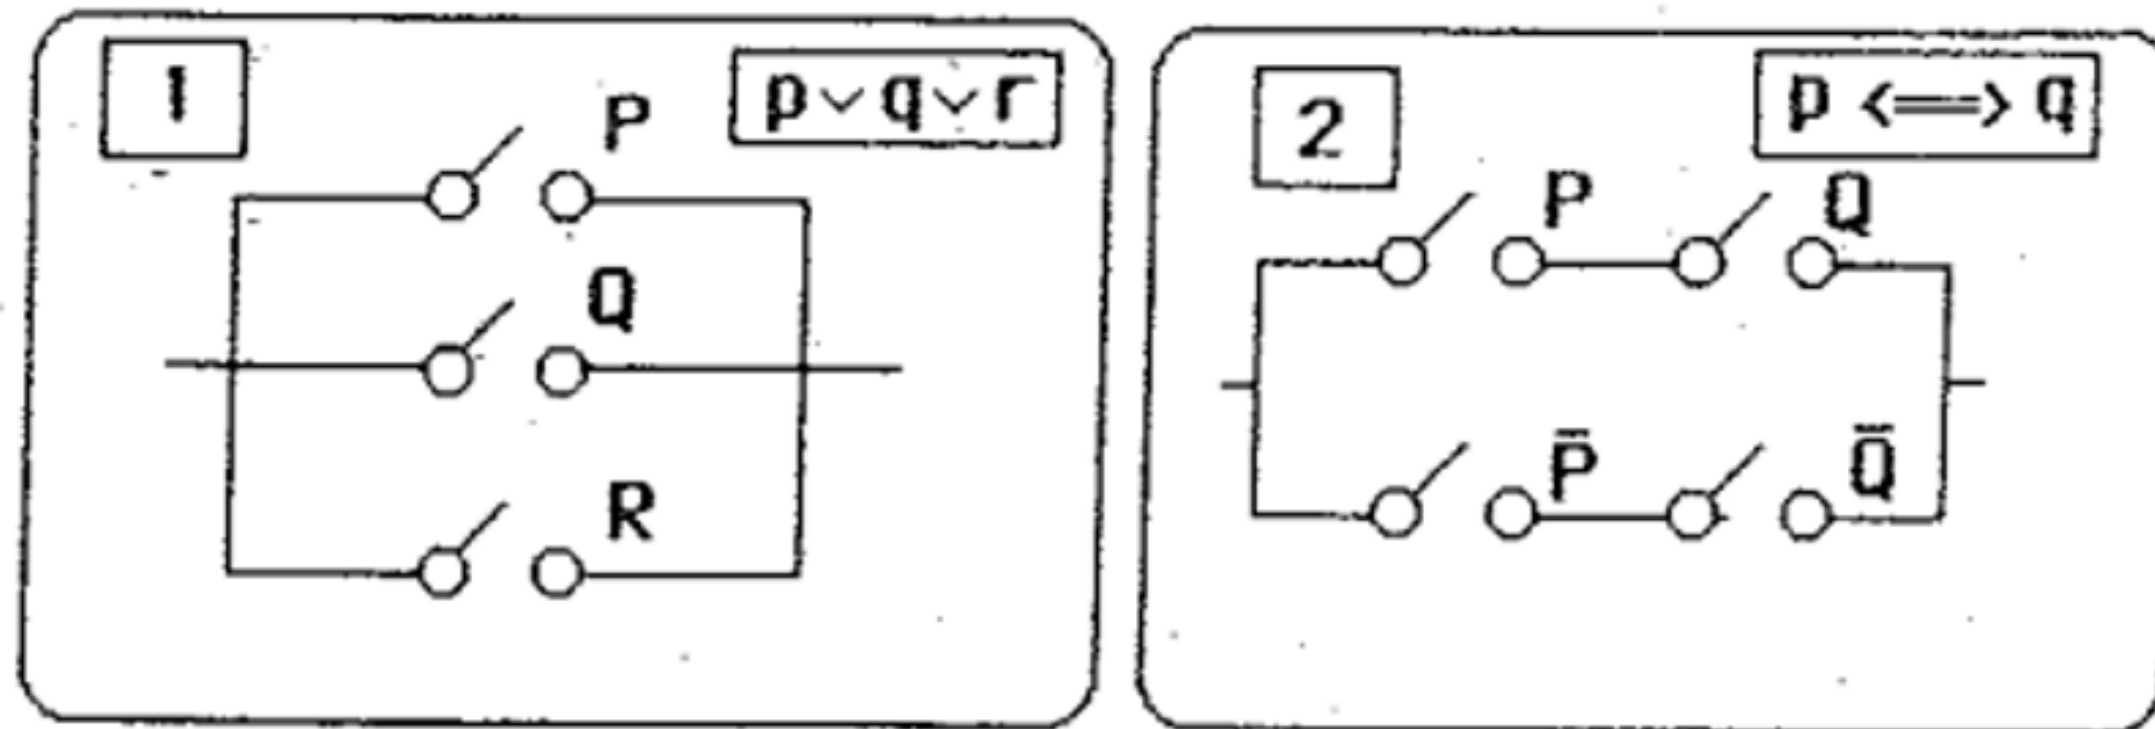 1
p ∨ q ∨ r
P
Q
R
2
p <==> q
P Q
P̄ Q̄